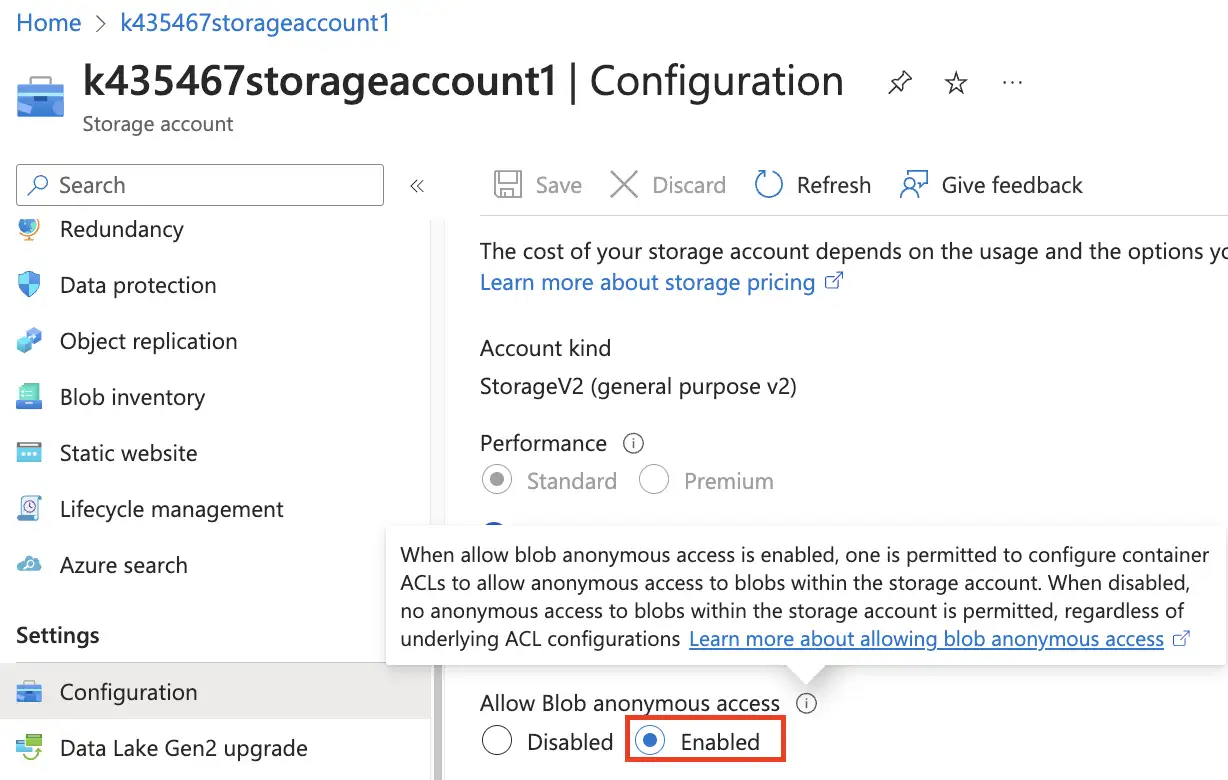 Home > k435467storageaccount1
k435467storageaccount1 | Configuration
Storage account
Search
Redundancy
Data protection
Object replication
Blob inventory
Static website
Lifecycle management
Azure search
Settings
Configuration
Data Lake Gen2 upgrade
Save Discard Refresh Give feedback
The cost of your storage account depends on the usage and the options
Learn more about storage pricing
Account kind
StorageV2 (general purpose v2)
Performance
Standard Premium
When allow blob anonymous access is enabled, one is permitted to configure container
ACLs to allow anonymous access to blobs within the storage account. When disabled,
no anonymous access to blobs within the storage account is permitted, regardless of
underlying ACL configurations Learn more about allowing blob anonymous access
Allow Blob anonymous access
Disabled Enabled